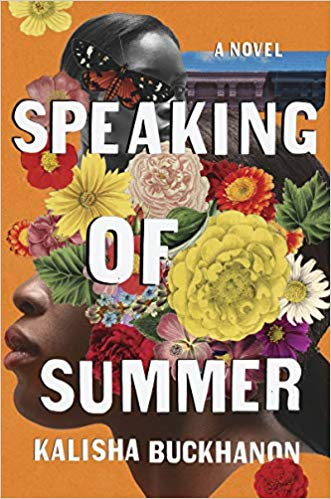 A NOVEL
SPEAKING
OF
SUMMER
KALISHA BUCKHANON